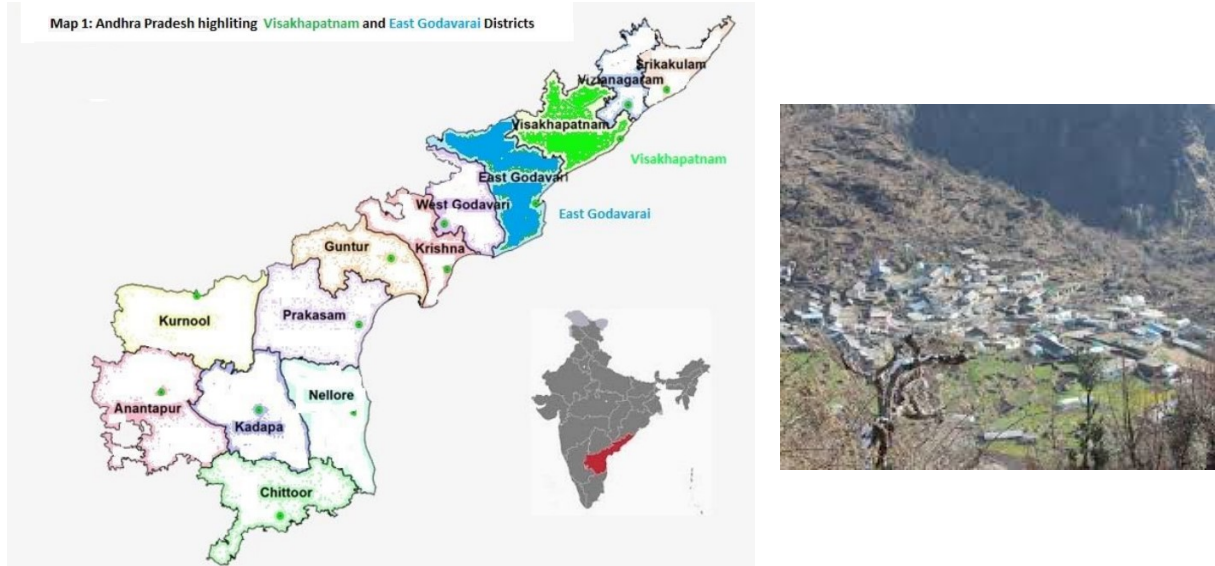 Map 1: Andhra Pradesh highliting Visakhapatnam and East Godavarai Districts
Srikakulam
Vizianagaram
Visakhapatnam
Visakhapatnam
East Godavari
West Godavari
East Godavarai
Guntur
Krishna
Prakasam
Kurnool
Nellore
Anantapur
Kadapa
Chittoor